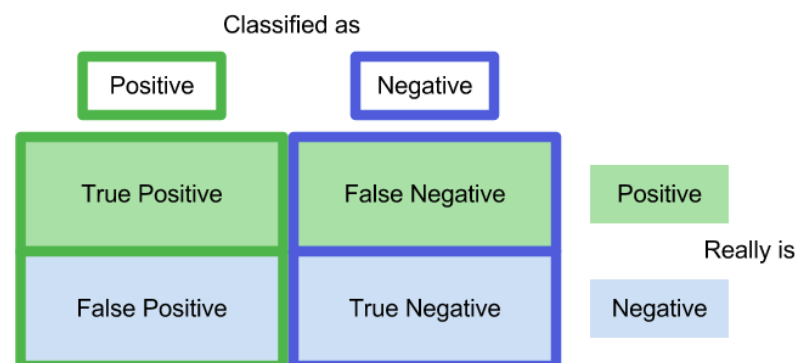 Classified as
Positive
Negative
True Positive
False Negative
Positive
Really is
False Positive
True Negative
Negative